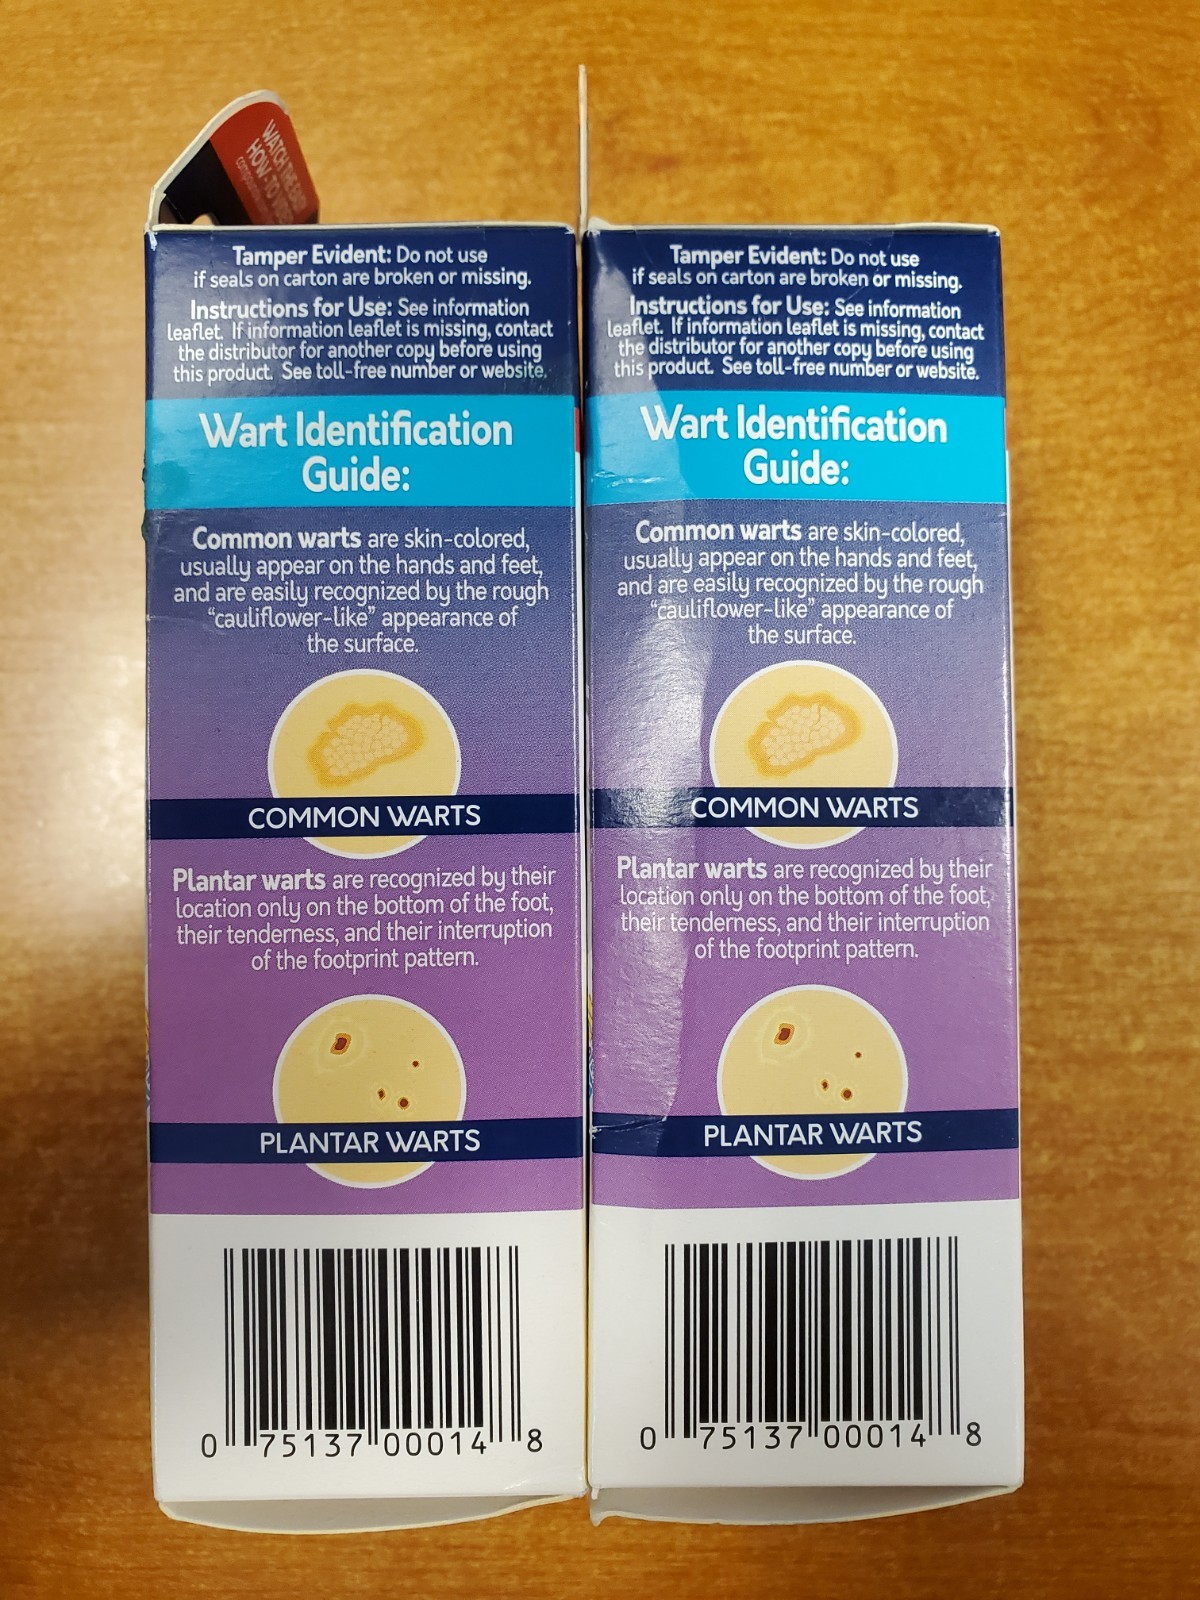 WATCH THE 
HOW-TO
Tamper Evident: Do not use
if seals on carton are broken or missing.
Instructions for Use: See information
leaflet. If information leaflet is missing, contact
the distributor for another copy before using
this product. See toll-free number or website.
Wart Identification
Guide:
Common warts are skin-colored,
usually appear on the hands and feet,
and are easily recognized by the rough
“cauliflower-like” appearance of
the surface.
COMMON WARTS
Plantar warts are recognized by their
location only on the bottom of the foot,
their tenderness, and their interruption
of the footprint pattern.
PLANTAR WARTS
0 75137 00014 8
Tamper Evident: Do not use
if seals on carton are broken or missing.
Instructions for Use: See information
leaflet. If information leaflet is missing, contact
the distributor for another copy before using
this product. See toll-free number or website.
Wart Identification
Guide:
Common warts are skin-colored,
usually appear on the hands and feet,
and are easily recognized by the rough
“cauliflower-like” appearance of
the surface.
COMMON WARTS
Plantar warts are recognized by their
location only on the bottom of the foot,
their tenderness, and their interruption
of the footprint pattern.
PLANTAR WARTS
0 75137 00014 8